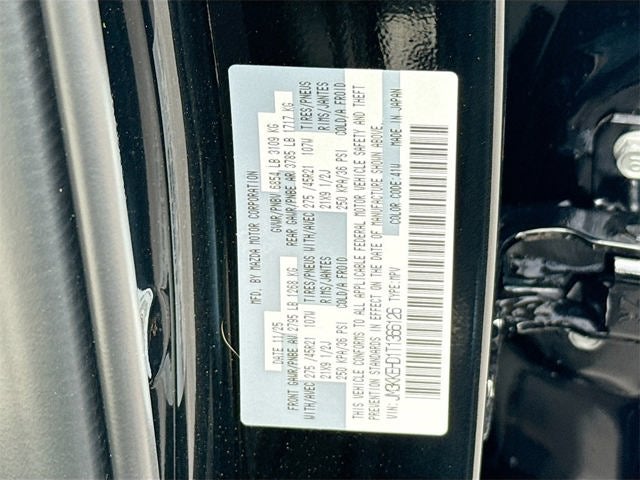 MFD. BY MAZDA MOTOR CORPORATION
DATE 11/25 GVWR/PNBV 6854 LB 3109 KG
FRONT GAWR/PNBE AV 2795 LB 1268 KG REAR GAWR/PNBE AR 3785 LB 1717 KG
WITH/AVEC 275 /45R21 107W TIRES/PNEUS WITH/AVEC 275 /45R21 107W TIRES/PNEUS
21X9 1/2J RIMS/JANTES 21X9 1/2J RIMS/JANTES
250 KPA/36 PSI COLD/A FROID 250 KPA/36 PSI COLD/A FROID
THIS VEHICLE CONFORMS TO ALL APPLICABLE FEDERAL MOTOR VEHICLE SAFETY AND THEFT
PREVENTION STANDARDS IN EFFECT ON THE DATE OF MANUFACTURE SHOWN ABOVE.
VIN: JM3KKEHD1T1366126 TYPE:MPV COLOR CODE:41W MADE IN JAPAN